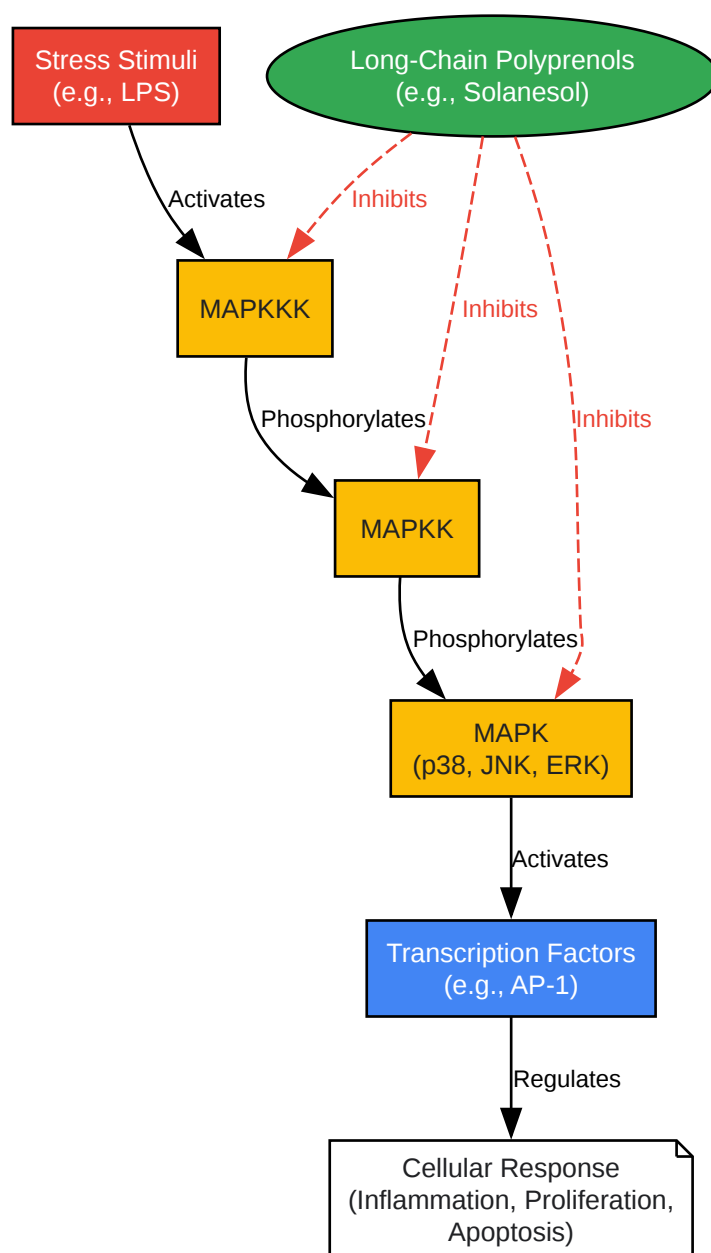 Stress Stimuli
(e.g., LPS)
Long-Chain Polyprenols
(e.g., Solanesol)
Activates
Inhibits
MAPKKK
Inhibits
Phosphorylates
Inhibits
MAPKK
Phosphorylates
MAPK
(p38, JNK, ERK)
Activates
Transcription Factors
(e.g., AP-1)
Regulates
Cellular Response
(Inflammation, Proliferation,
Apoptosis)